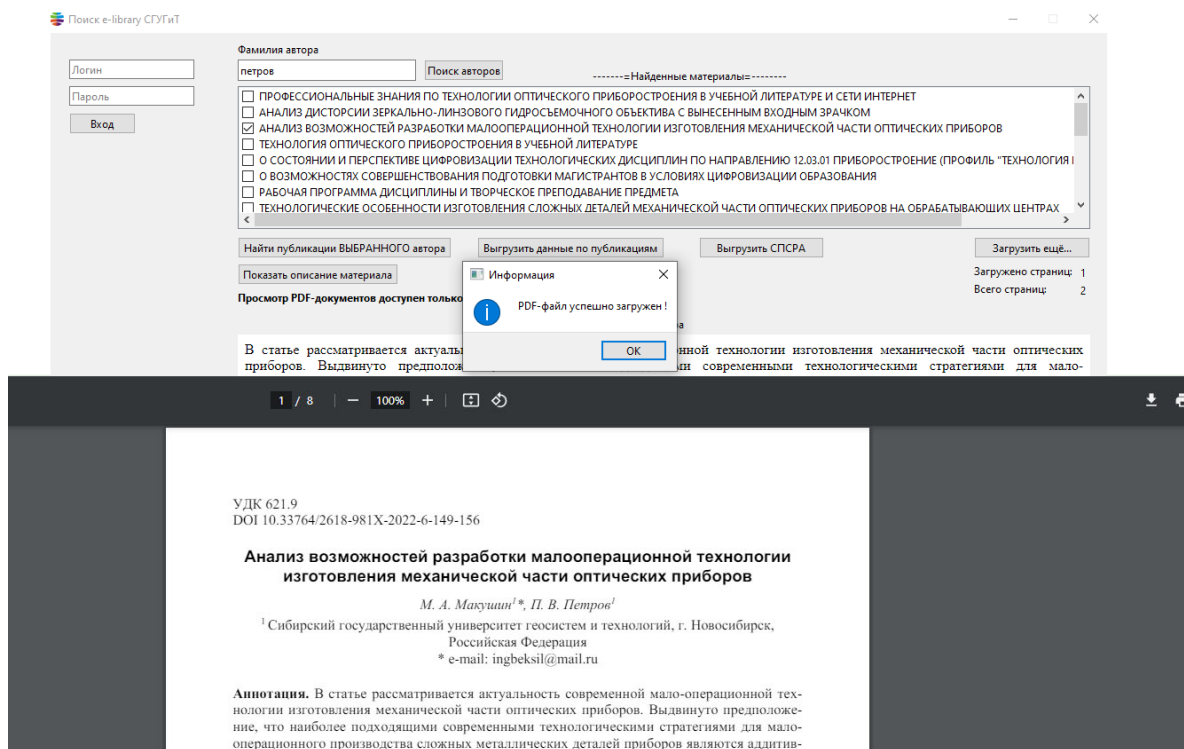 Поиск e-library СГУГиТ
Логин
Пароль
Вход
Фамилия автора
петров
Поиск авторов
-------=Найденные материалы=--------
ПРОФЕССИОНАЛЬНЫЕ ЗНАНИЯ ПО ТЕХНОЛОГИИ ОПТИЧЕСКОГО ПРИБОРОСТРОЕНИЯ В УЧЕБНОЙ ЛИТЕРАТУРЕ И СЕТИ ИНТЕРНЕТ
АНАЛИЗ ДИСТОРСИИ ЗЕРКАЛЬНО-ЛИНЗОВОГО ГИДРОСЪЕМОЧНОГО ОБЪЕКТИВА С ВЫНЕСЕННЫМ ВХОДНЫМ ЗРАЧКОМ
АНАЛИЗ ВОЗМОЖНОСТЕЙ РАЗРАБОТКИ МАЛООПЕРАЦИОННОЙ ТЕХНОЛОГИИ ИЗГОТОВЛЕНИЯ МЕХАНИЧЕСКОЙ ЧАСТИ ОПТИЧЕСКИХ ПРИБОРОВ
ТЕХНОЛОГИЯ ОПТИЧЕСКОГО ПРИБОРОСТРОЕНИЯ В УЧЕБНОЙ ЛИТЕРАТУРЕ
О СОСТОЯНИИ И ПЕРСПЕКТИВЕ ЦИФРОВИЗАЦИИ ТЕХНОЛОГИЧЕСКИХ ДИСЦИПЛИН ПО НАПРАВЛЕНИЮ 12.03.01 ПРИБОРОСТРОЕНИЕ (ПРОФИЛЬ "ТЕХНОЛОГИЯ
О ВОЗМОЖНОСТЯХ СОВЕРШЕНСТВОВАНИЯ ПОДГОТОВКИ МАГИСТРАНТОВ В УСЛОВИЯХ ЦИФРОВИЗАЦИИ ОБРАЗОВАНИЯ
РАБОЧАЯ ПРОГРАММА ДИСЦИПЛИНЫ И ТВОРЧЕСКОЕ ПРЕПОДАВАНИЕ ПРЕДМЕТА
ТЕХНОЛОГИЧЕСКИЕ ОСОБЕННОСТИ ИЗГОТОВЛЕНИЯ СЛОЖНЫХ ДЕТАЛЕЙ МЕХАНИЧЕСКОЙ ЧАСТИ ОПТИЧЕСКИХ ПРИБОРОВ НА ОБРАБАТЫВАЮЩИХ ЦЕНТРАХ
Найти публикации ВЫБРАННОГО автора
Выгрузить данные по публикациям
Выгрузить СПСРА
Загрузить ещё...
Показать описание материала
Загружено страниц: 1
Всего страниц: 2
Просмотр PDF-документов доступен только
Информация
PDF-файл успешно загружен !
OK
В статье рассматривается технологии изготовления механической части оптических
приборов. Выдвинуто современными технологическими стратегиями для мало-
1 / 8
100%
УДК 621.9
DOI 10.33764/2618-981X-2022-6-149-156
Анализ возможностей разработки малооперационной технологии
изготовления механической части оптических приборов
М. А. Макушин1*, П. В. Петров1
1 Сибирский государственный университет геосистем и технологий, г. Новосибирск,
Российская Федерация
* e-mail: ingbeksil@mail.ru
Аннотация. В статье рассматривается актуальность современной мало-операционной тех-
нологии изготовления механической части оптических приборов. Выдвинуто предположе-
ние, что наиболее подходящими современными технологическими стратегиями для мало-
операционного производства сложных металлических деталей приборов являются аддитив-